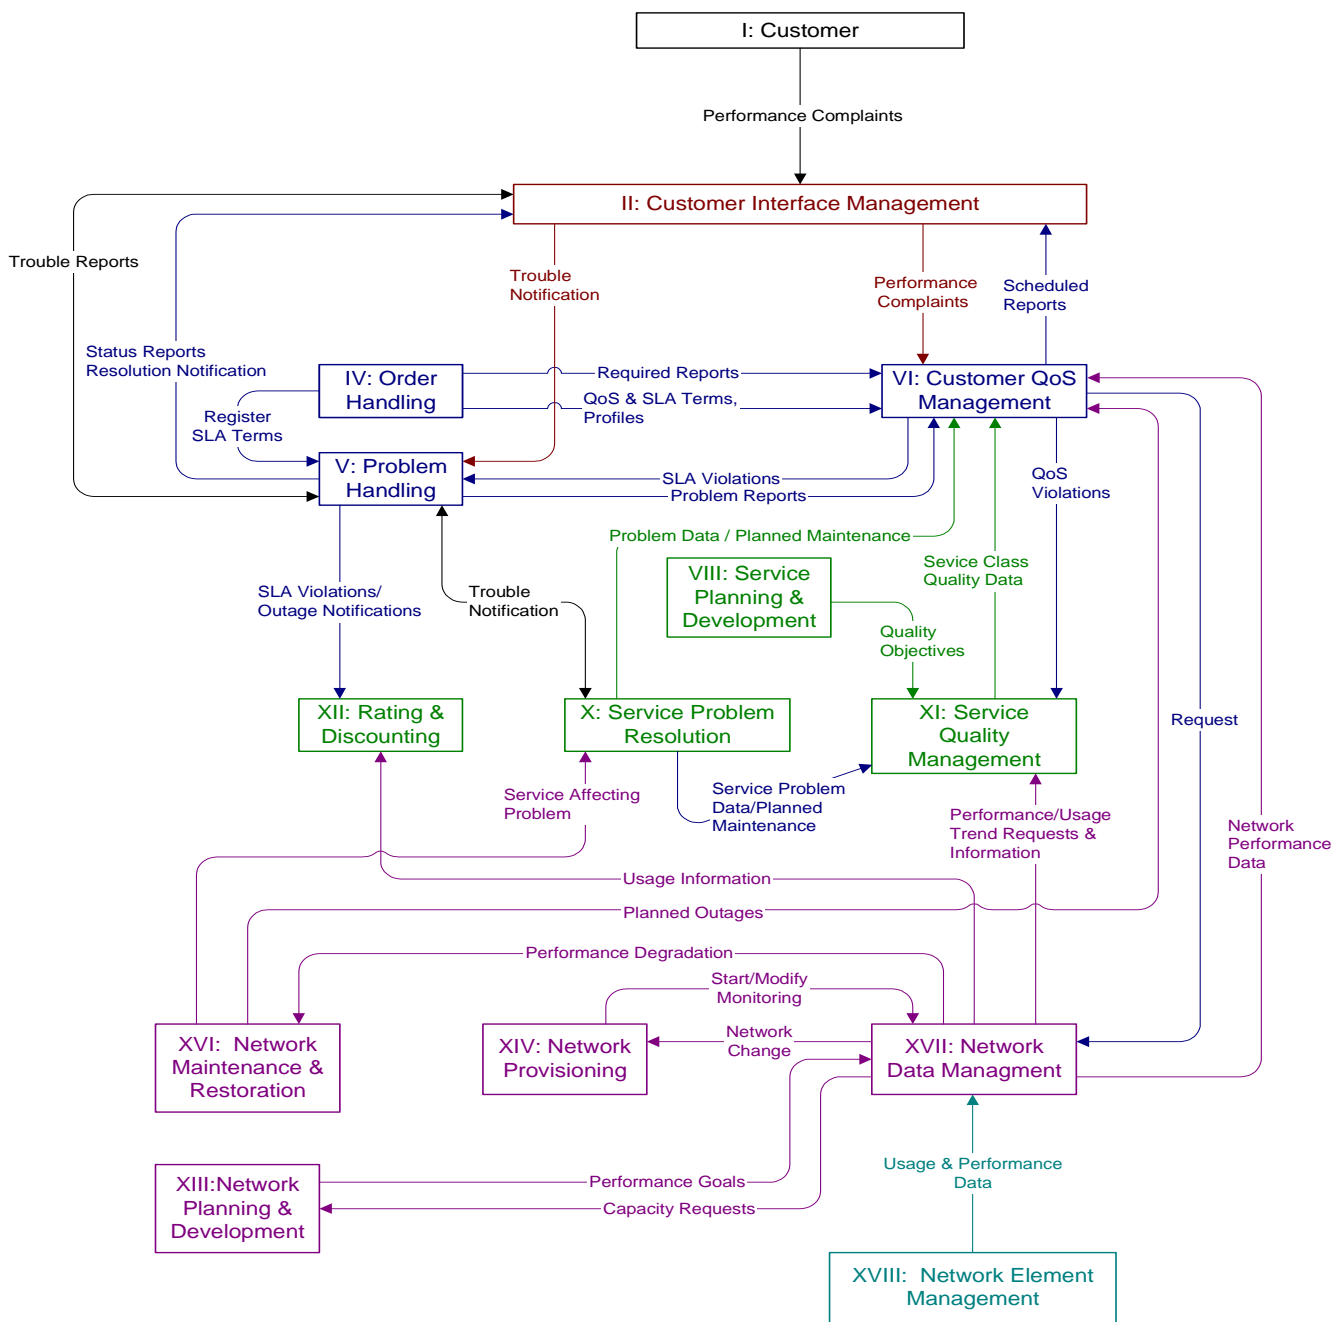 I: Customer
Performance Complaints
II: Customer Interface Management
Trouble Reports
Trouble
Notification
Performance
Complaints
Scheduled
Reports
Status Reports
Resolution Notification
IV: Order
Handling
Required Reports
QoS & SLA Terms,
Profiles
VI: Customer QoS
Management
Register
SLA Terms
V: Problem
Handling
SLA Violations
Problem Reports
QoS
Violations
Problem Data / Planned Maintenance
VIII: Service
Planning &
Development
Sevice Class
Quality Data
SLA Violations/
Outage Notifications
Trouble
Notification
Quality
Objectives
XII: Rating &
Discounting
X: Service Problem
Resolution
XI: Service
Quality
Management
Request
Service Affecting
Problem
Service Problem
Data/Planned
Maintenance
Performance/Usage
Trend Requests &
Information
Network
Performance
Data
Usage Information
Planned Outages
Performance Degradation
Start/Modify
Monitoring
XVI:  Network
Maintenance &
Restoration
XIV: Network
Provisioning
Network
Change
XVII: Network
Data Managment
XIII:Network
Planning &
Development
Performance Goals
Capacity Requests
Usage & Performance
Data
XVIII:  Network Element
Management